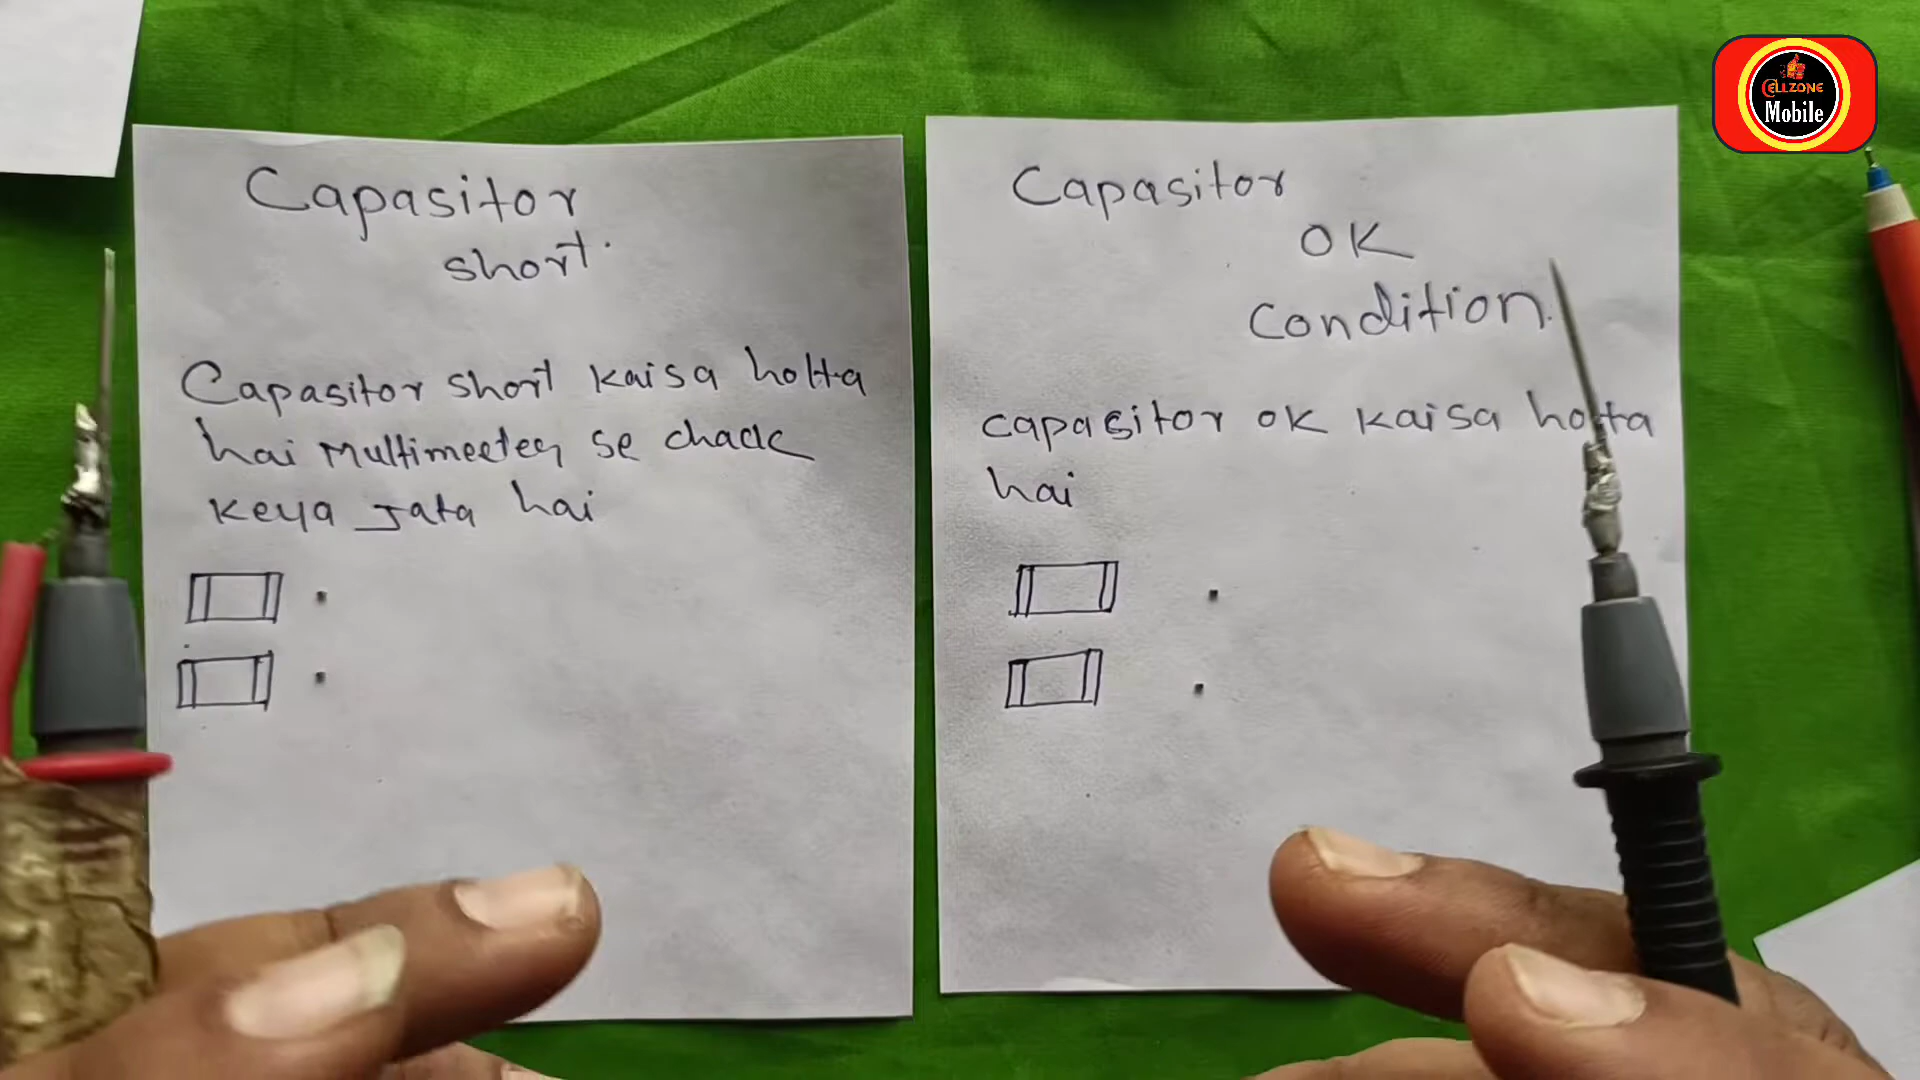 Capasitor
short.
Capasitor short kaisa hotta
hai Multimeeter se chack
keya Jata hai
Capasitor
OK
Condition.
capasitor ok kaisa hotta
hai
CELLZONE
Mobile